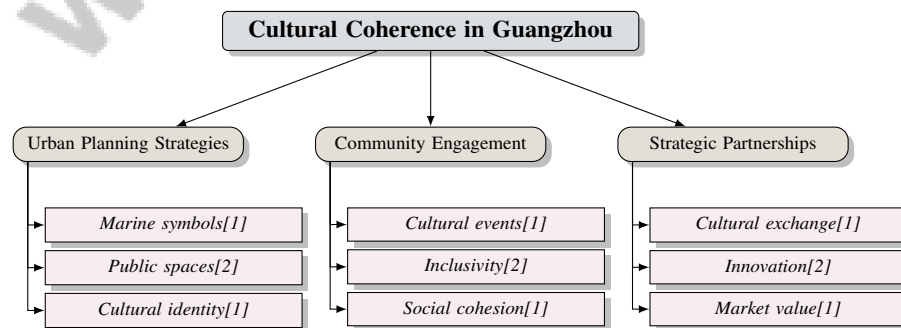 Cultural Coherence in Guangzhou
Urban Planning Strategies
Marine symbols[1]
Public spaces[2]
Cultural identity[1]
Community Engagement
Cultural events[1]
Inclusivity[2]
Social cohesion[1]
Strategic Partnerships
Cultural exchange[1]
Innovation[2]
Market value[1]